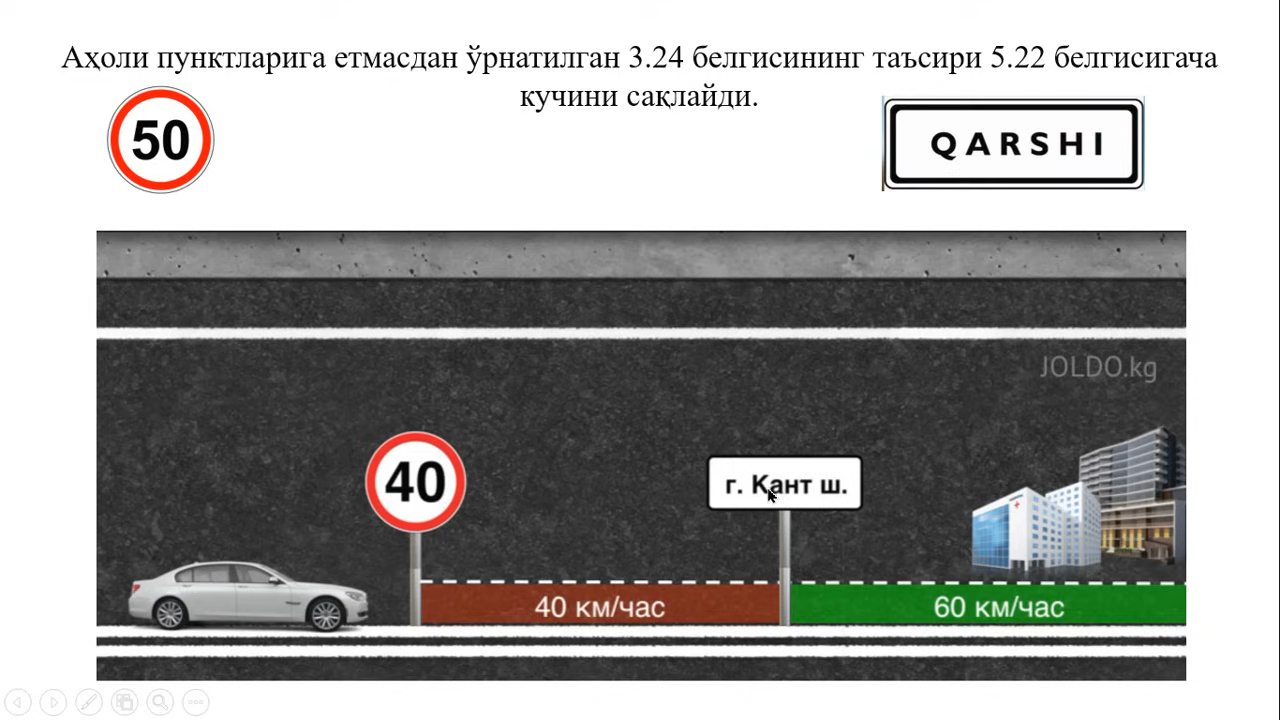 Аҳоли пунктларига етмасдан ўрнатилган 3.24 белгисининг таъсири 5.22 белгисигача
кучини сақлайди.
50
QARSHI
JOLDO.kg
40
г. Кант ш.
40 км/час
60 км/час